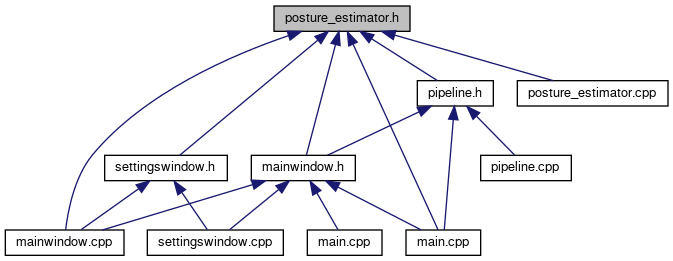 posture_estimator.h
pipeline.h
posture_estimator.cpp
settingswindow.h
mainwindow.h
pipeline.cpp
mainwindow.cpp
settingswindow.cpp
main.cpp
main.cpp